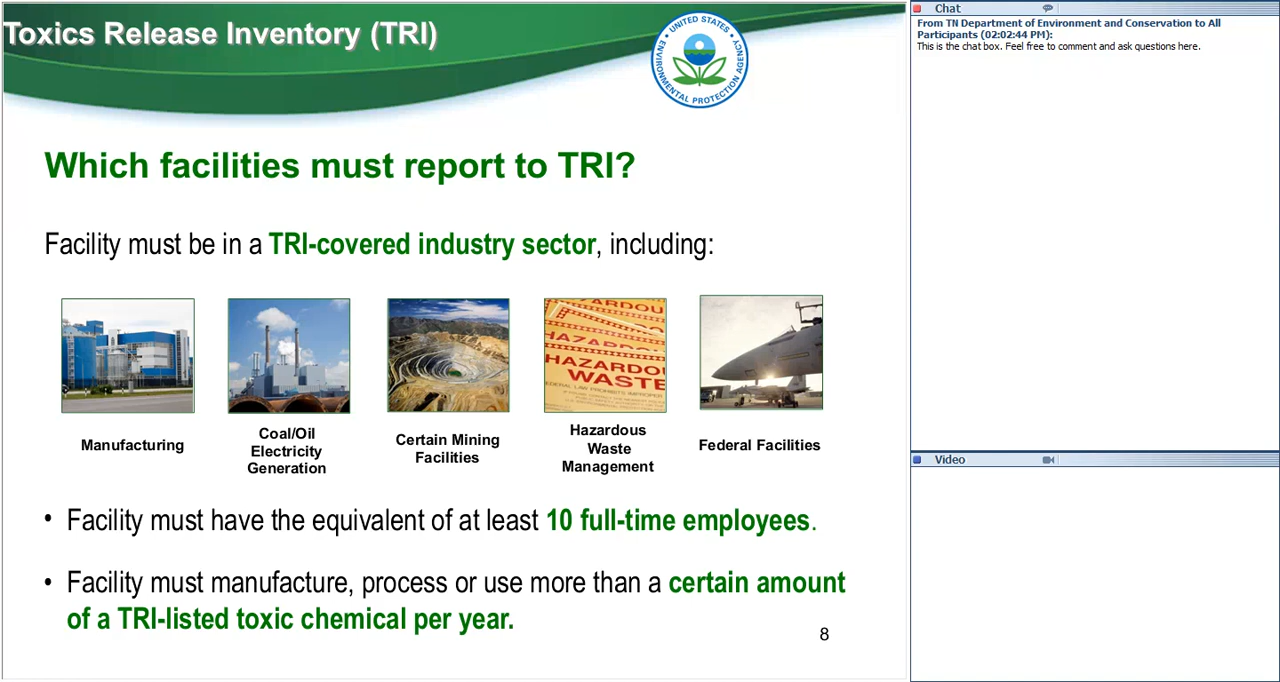 Toxics Release Inventory (TRI)
UNITED STATES
ENVIRONMENTAL PROTECTION AGENCY
Which facilities must report to TRI?
Facility must be in a TRI-covered industry sector, including:
HAZARDOUS
WASTE
FEDERAL LAW PROHIBITS IMPROPER
Manufacturing
Coal/Oil
Electricity
Generation
Certain Mining
Facilities
Hazardous
Waste
Management
Federal Facilities
• Facility must have the equivalent of at least 10 full-time employees.
• Facility must manufacture, process or use more than a certain amount
of a TRI-listed toxic chemical per year.
8
Chat
From TN Department of Environment and Conservation to All
Participants (02:02:44 PM):
This is the chat box. Feel free to comment and ask questions here.
Video